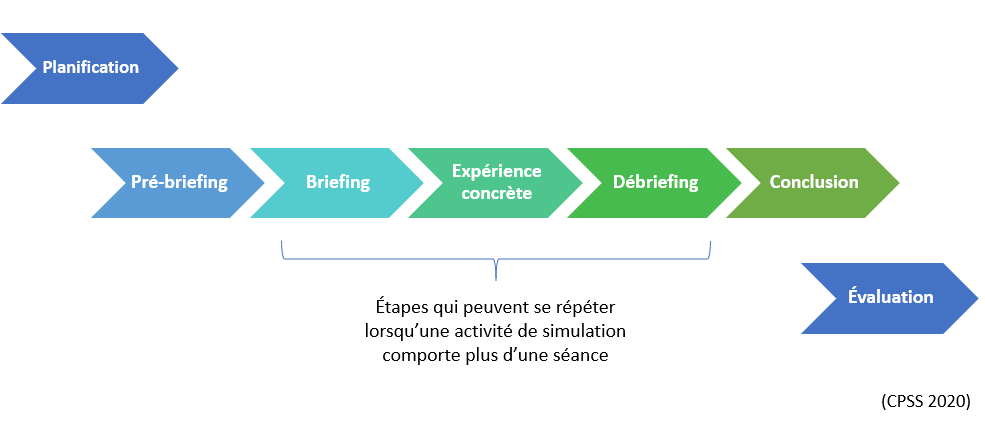 Planification
Pré-briefing
Briefing
Expérience
concrète
Débriefing
Conclusion
Étapes qui peuvent se répéter
lorsqu'une activité de simulation
comporte plus d'une séance
Évaluation
(CPSS 2020)